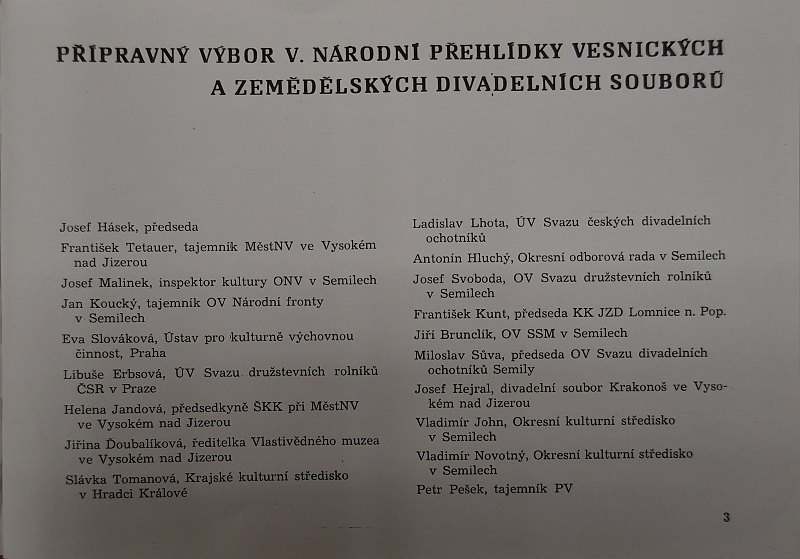 PŘÍPRAVNÝ VÝBOR V. NÁRODNÍ PŘEHLÍDKY VESNICKÝCH
A ZEMĚDĚLSKÝCH DIVADELNÍCH SOUBORŮ
Josef Hásek, předseda
František Tetauer, tajemník MěstNV ve Vysokém
nad Jizerou
Josef Malinek, inspektor kultury ONV v Semilech
Jan Koucký, tajemník OV Národní fronty
v Semilech
Eva Slováková, Ústav pro kulturně výchovnou
činnost, Praha
Libuše Erbsová, ÚV Svazu družstevních rolníků
ČSR v Praze
Helena Jandová, předsedkyně ŠKK při MěstNV
ve Vysokém nad Jizerou
Jiřina Ďoubalíková, ředitelka Vlastivědného muzea
ve Vysokém nad Jizerou
Slávka Tomanová, Krajské kulturní středisko
v Hradci Králové
Ladislav Lhota, ÚV Svazu českých divadelních
ochotníků
Antonín Hluchý, Okresní odborová rada v Semilech
Josef Svoboda, OV Svazu družstevních rolníků
v Semilech
František Kunt, předseda KK JZD Lomnice n. Pop.
Jiří Brunclík, OV SSM v Semilech
Miloslav Sůva, předseda OV Svazu divadelních
ochotníků Semily
Josef Hejral, divadelní soubor Krakonoš ve Vyso-
kém nad Jizerou
Vladimír John, Okresní kulturní středisko
v Semilech
Vladimír Novotný, Okresní kulturní středisko
v Semilech
Petr Pešek, tajemník PV
3